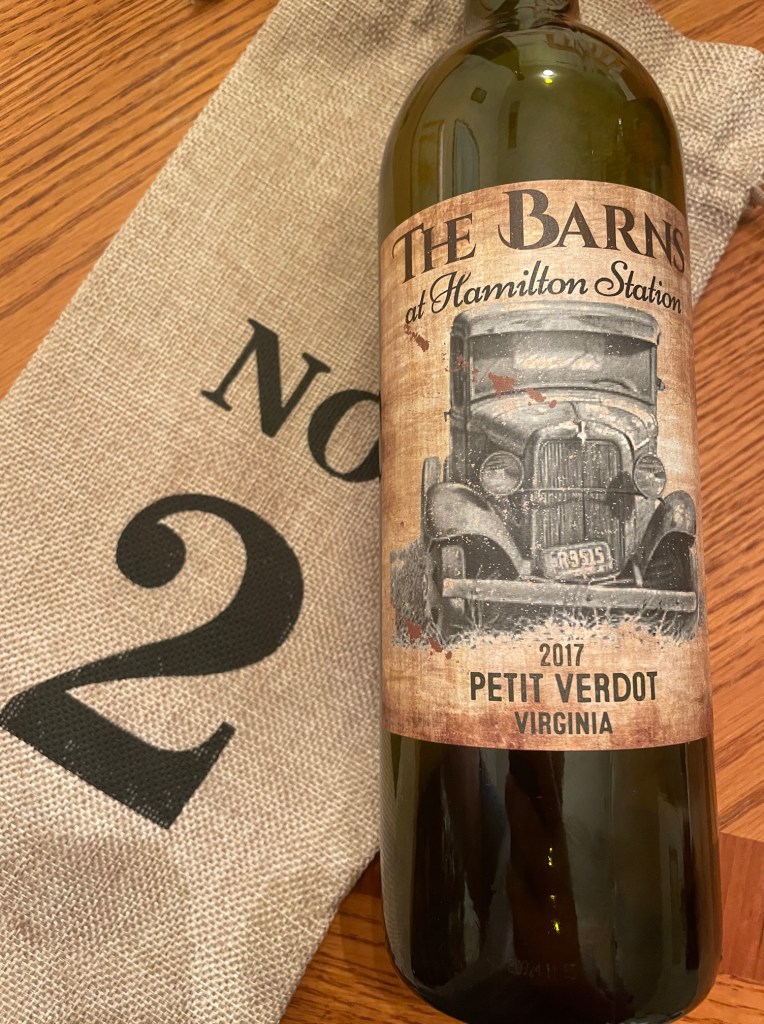 THE BARNS
at Hamilton Station
2017
PETIT VERDOT
VIRGINIA
NO
2